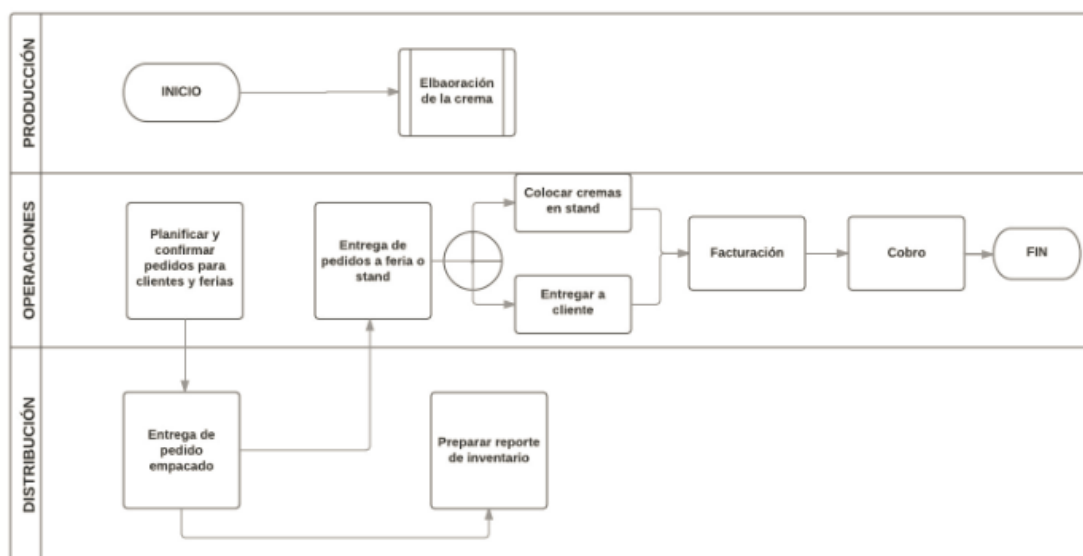 PRODUCCIÓN
INICIO
Elbaoración
de la crema
OPERACIONES
Planificar y
confirmar
pedidos para
clientes y ferias
Entrega de
pedidos a feria o
stand
Colocar cremas
en stand
Entregar a
cliente
Facturación
Cobro
FIN
DISTRIBUCIÓN
Entrega de
pedido
empacado
Preparar reporte
de inventario